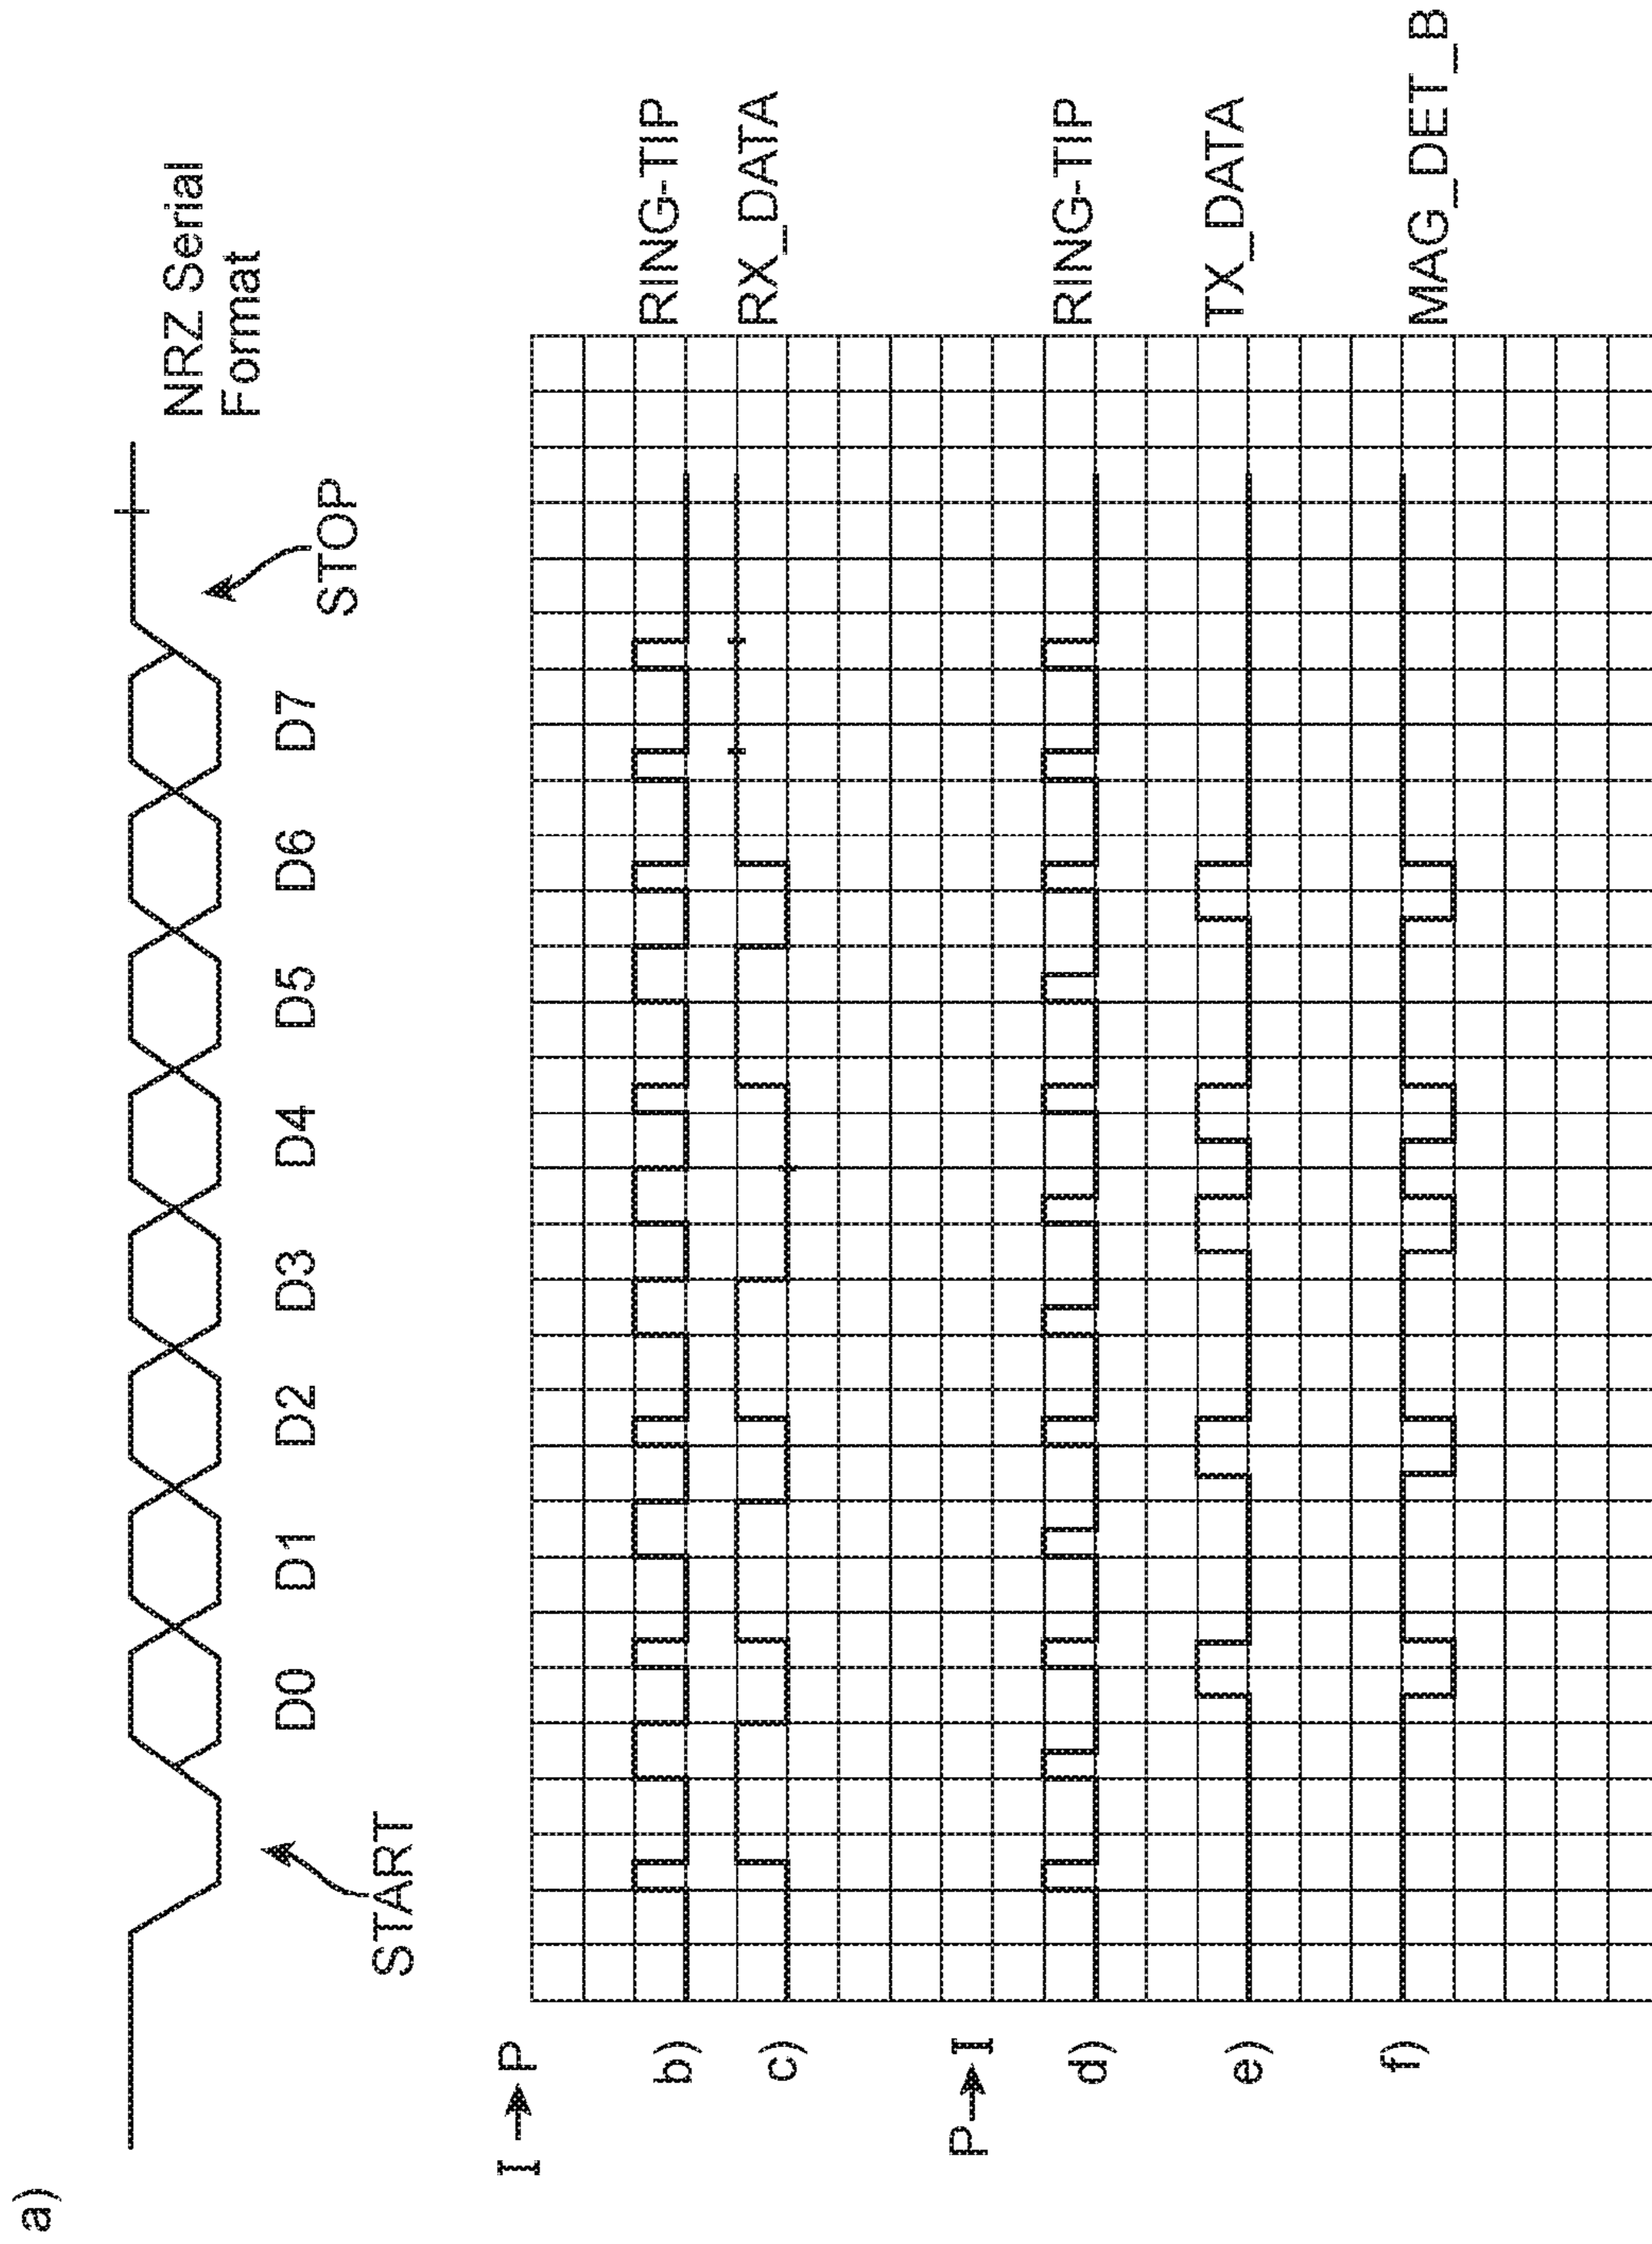 a)
NRZ Serial
Format
START
D0 D1 D2 D3 D4 D5 D6 D7
STOP
I→P
b) RING-TIP
c) RX_DATA
P→I
d) RING-TIP
e) TX_DATA
f) MAG_DET_B